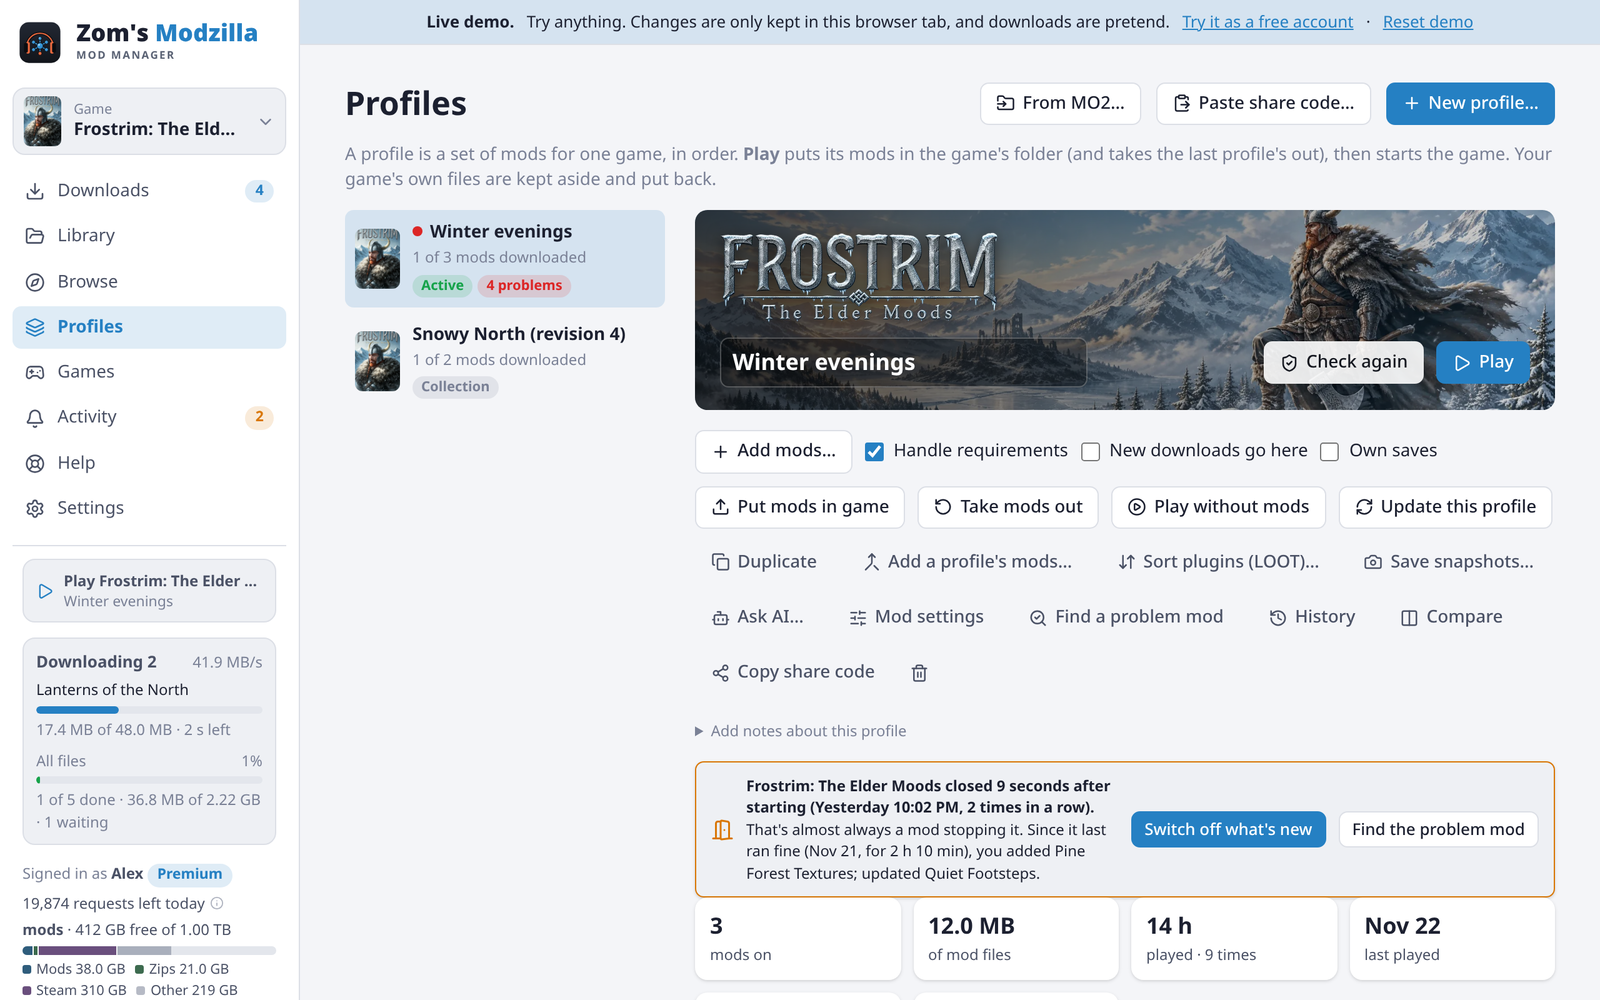 Zom's Modzilla
MOD MANAGER
Game
Frostrim: The Eld...
Downloads 4
Library
Browse
Profiles
Games
Activity 2
Help
Settings
Play Frostrim: The Elder ...
Winter evenings
Downloading 2 41.9 MB/s
Lanterns of the North
17.4 MB of 48.0 MB · 2 s left
All files 1%
1 of 5 done · 36.8 MB of 2.22 GB
· 1 waiting
Signed in as Alex Premium
19,874 requests left today
mods · 412 GB free of 1.00 TB
Mods 38.0 GB Zips 21.0 GB
Steam 310 GB Other 219 GB
Live demo. Try anything. Changes are only kept in this browser tab, and downloads are pretend. Try it as a free account · Reset demo
Profiles
From MO2...
Paste share code...
New profile...
A profile is a set of mods for one game, in order. Play puts its mods in the game's folder (and takes the last profile's out), then starts the game. Your
game's own files are kept aside and put back.
Winter evenings
1 of 3 mods downloaded
Active 4 problems
Snowy North (revision 4)
1 of 2 mods downloaded
Collection
FROSTRIM
The Elder Moods
Winter evenings
Check again
Play
Add mods...
Handle requirements
New downloads go here
Own saves
Put mods in game
Take mods out
Play without mods
Update this profile
Duplicate
Add a profile's mods...
Sort plugins (LOOT)...
Save snapshots...
Ask AI...
Mod settings
Find a problem mod
History
Compare
Copy share code
Add notes about this profile
Frostrim: The Elder Moods closed 9 seconds after
starting (Yesterday 10:02 PM, 2 times in a row).
That's almost always a mod stopping it. Since it last
ran fine (Nov 21, for 2 h 10 min), you added Pine
Forest Textures; updated Quiet Footsteps.
Switch off what's new
Find the problem mod
3
mods on
12.0 MB
of mod files
14 h
played · 9 times
Nov 22
last played